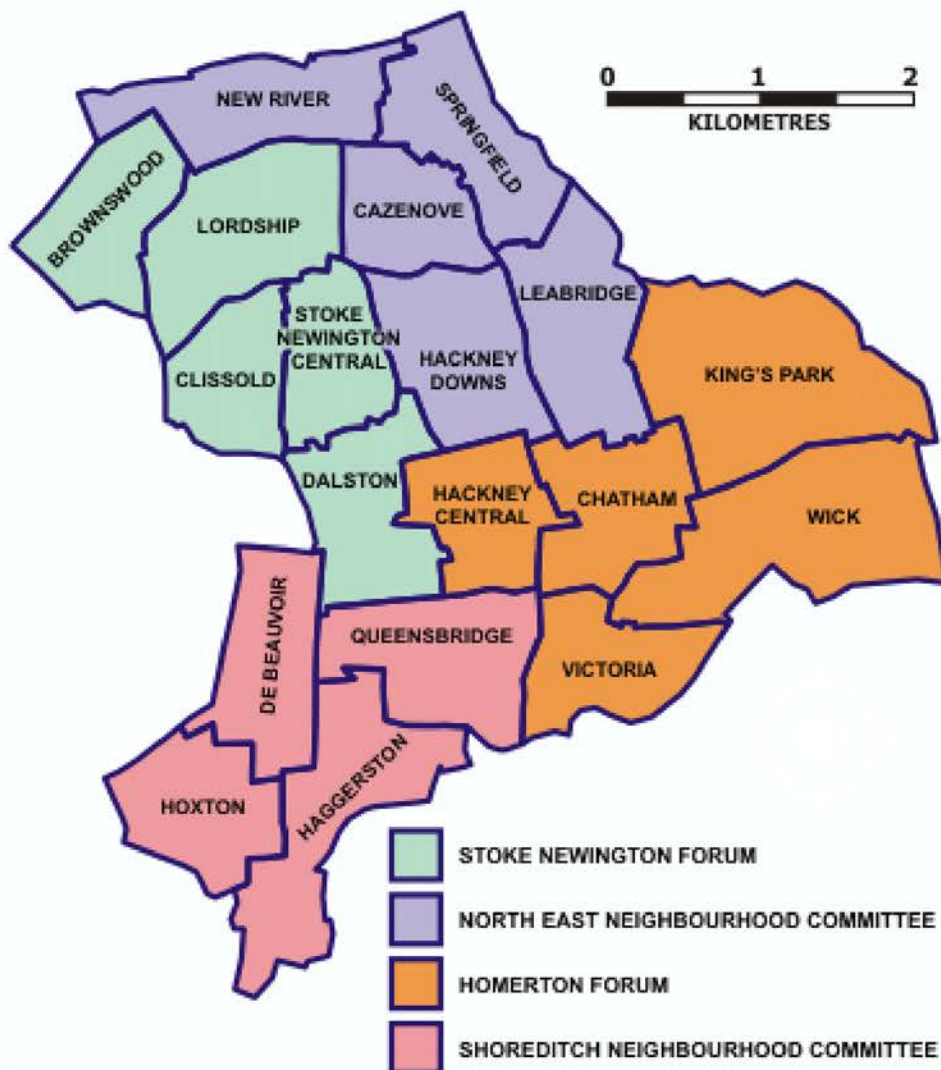 0 1 2
KILOMETRES
NEW RIVER
SPRINGFIELD
BROWNSWOOD
LORDSHIP
CAZENOVE
LEABRIDGE
STOKE
NEWINGTON
CENTRAL
CLISSOLD
HACKNEY
DOWNS
KING'S PARK
DALSTON
HACKNEY
CENTRAL
CHATHAM
WICK
DE BEAUVOIR
QUEENSBRIDGE
VICTORIA
HOXTON
HAGGERSTON
STOKE NEWINGTON FORUM
NORTH EAST NEIGHBOURHOOD COMMITTEE
HOMERTON FORUM
SHOREDITCH NEIGHBOURHOOD COMMITTEE